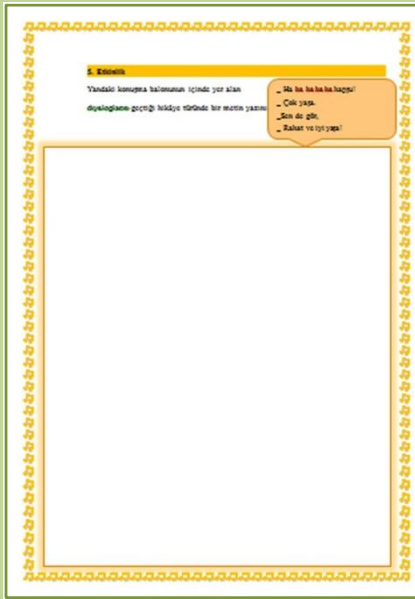 5. Etkinlik
Yandaki konuşma balonunun içinde yer alan
diyalogların geçtiği hikâye türünde bir metin yazınız
_ Ha ha ha ha ha hapşu!
_ Çok yaşa.
_Sen de gör,
_ Rahat ve iyi yaşa!